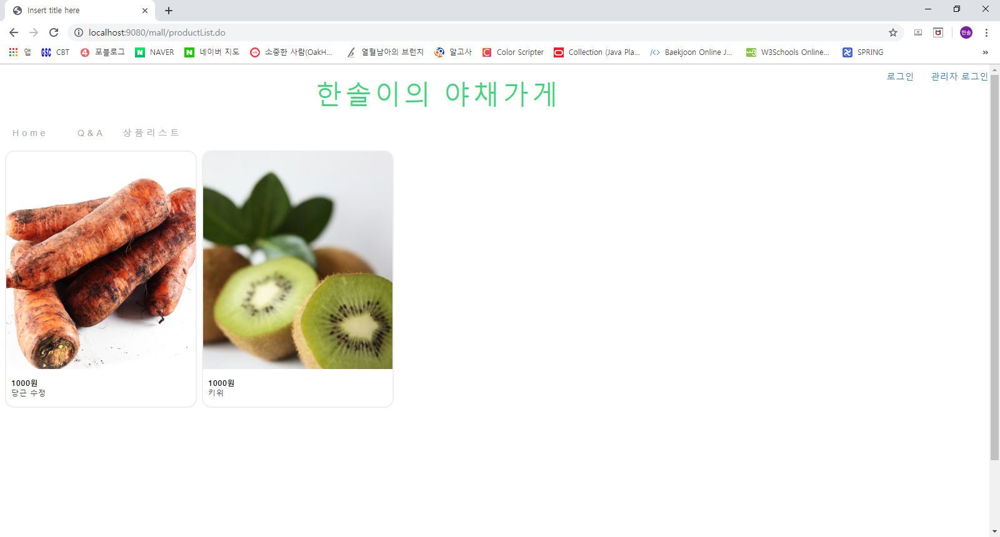 Insert title here
localhost:9080/mall/productList.do
한솔
앱 CBT 포블로그 NAVER 네이버 지도 소중한 사람(OakH... 열혈남아의 브런치 알고사 Color Scripter Collection (Java Pla... Baekjoon Online J... W3Schools Online... SPRING
로그인 관리자 로그인
한솔이의 야채가게
Home Q&A 상품리스트
1000원
당근 수정
1000원
키위